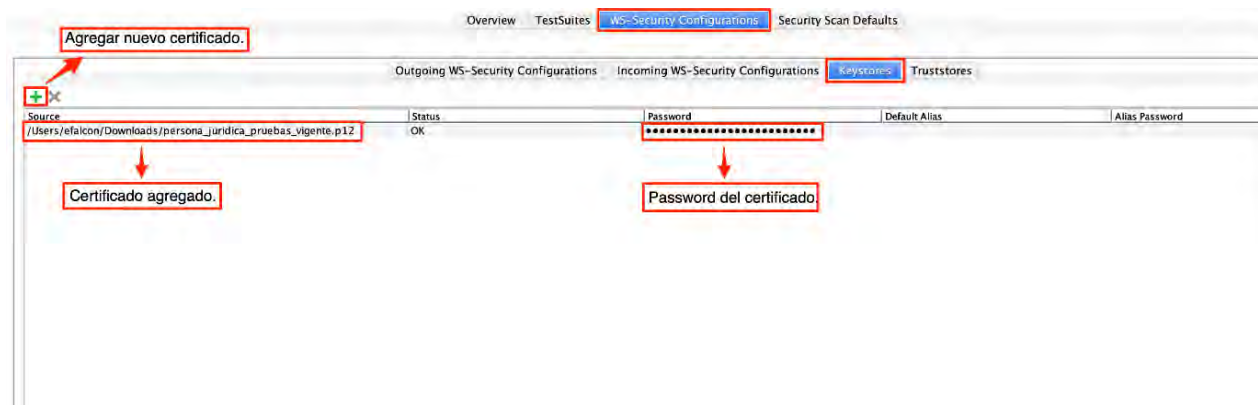 Overview TestSuites WS-Security Configurations Security Scan Defaults
Agregar nuevo certificado.
Outgoing WS-Security Configurations Incoming WS-Security Configurations Keystores Truststores
Source Status Password Default Alias Alias Password
/Users/efalcon/Downloads/persona_juridica_pruebas_vigente.p12 OK ••••••••••••••••••••••••••
Certificado agregado.
Password del certificado.